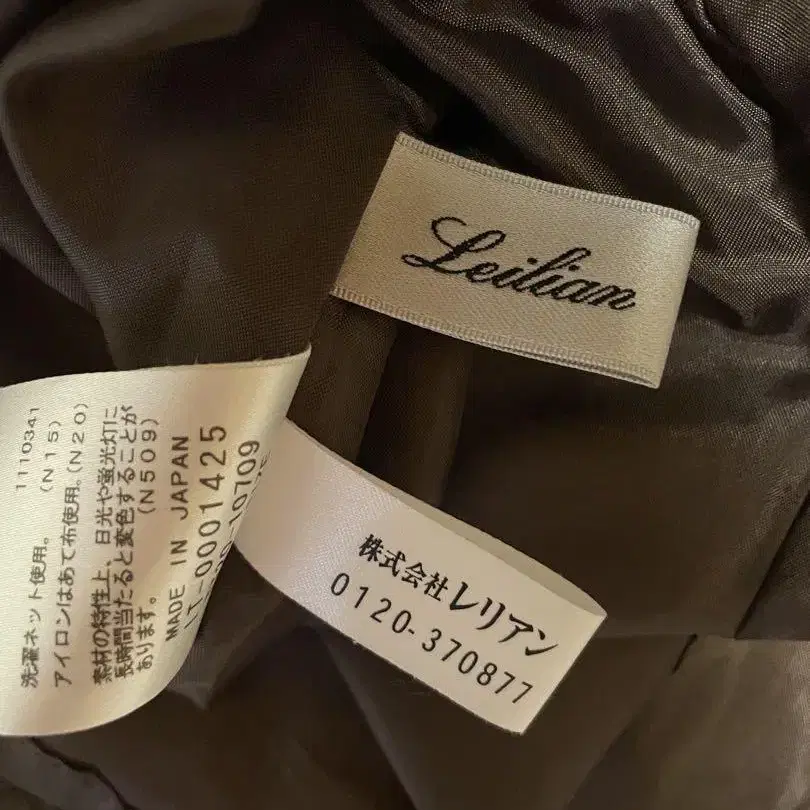 Leilian
1110341
洗濯ネット使用。 (N15)
アイロンはあて布使用。(N20)
素材の特性上、日光や蛍光灯に
長時間当たると変色することが
あります。 (N509)
MADE IN JAPAN
IT-0001425
10709
株式会社レリアン
0120-370877